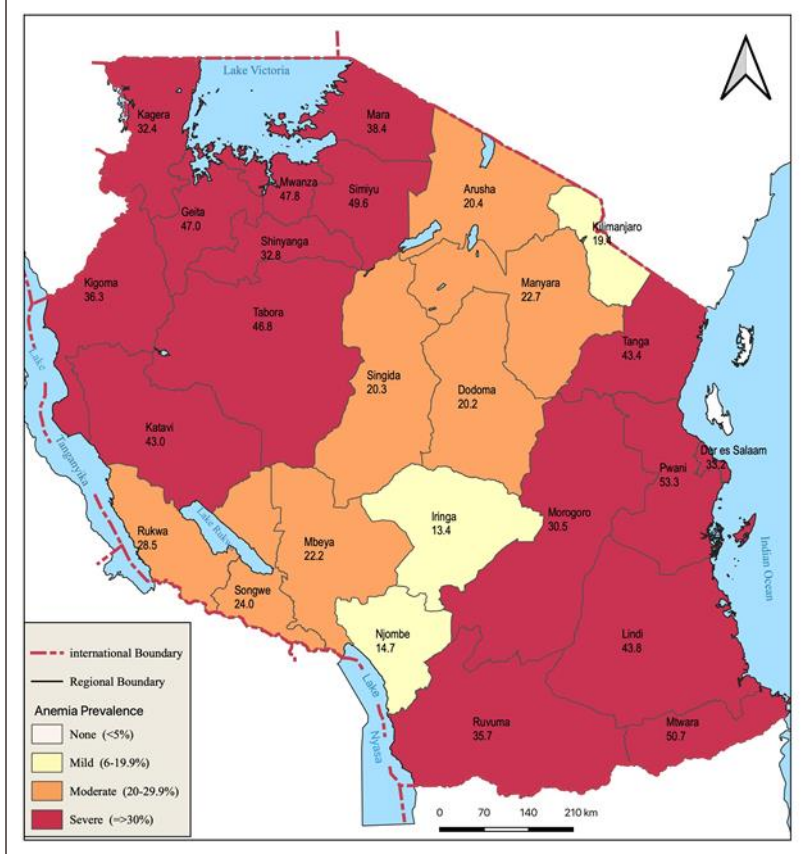 Lake Victoria
Kagera
32.4
Mara
38.4
Mwanza
47.8
Simiyu
49.6
Arusha
20.4
Geita
47.0
Kilimanjaro
19.4
Shinyanga
32.8
Kigoma
36.3
Tabora
46.8
Manyara
22.7
Tanga
43.4
Singida
20.3
Dodoma
20.2
Lake
Tanganyika
Katavi
43.0
Dar es Salaam
35.2
Pwani
53.3
Rukwa
28.5
Lake Rukwa
Mbeya
22.2
Iringa
13.4
Morogoro
30.5
Indian Ocean
Songwe
24.0
Njombe
14.7
Lindi
43.8
Lake
Nyasa
Ruvuma
35.7
Mtwara
50.7
international Boundary
Regional Boundary
Anemia Prevalence
None (<5%)
Mild (6-19.9%)
Moderate (20-29.9%)
Severe (=>30%)
0 70 140 210 km